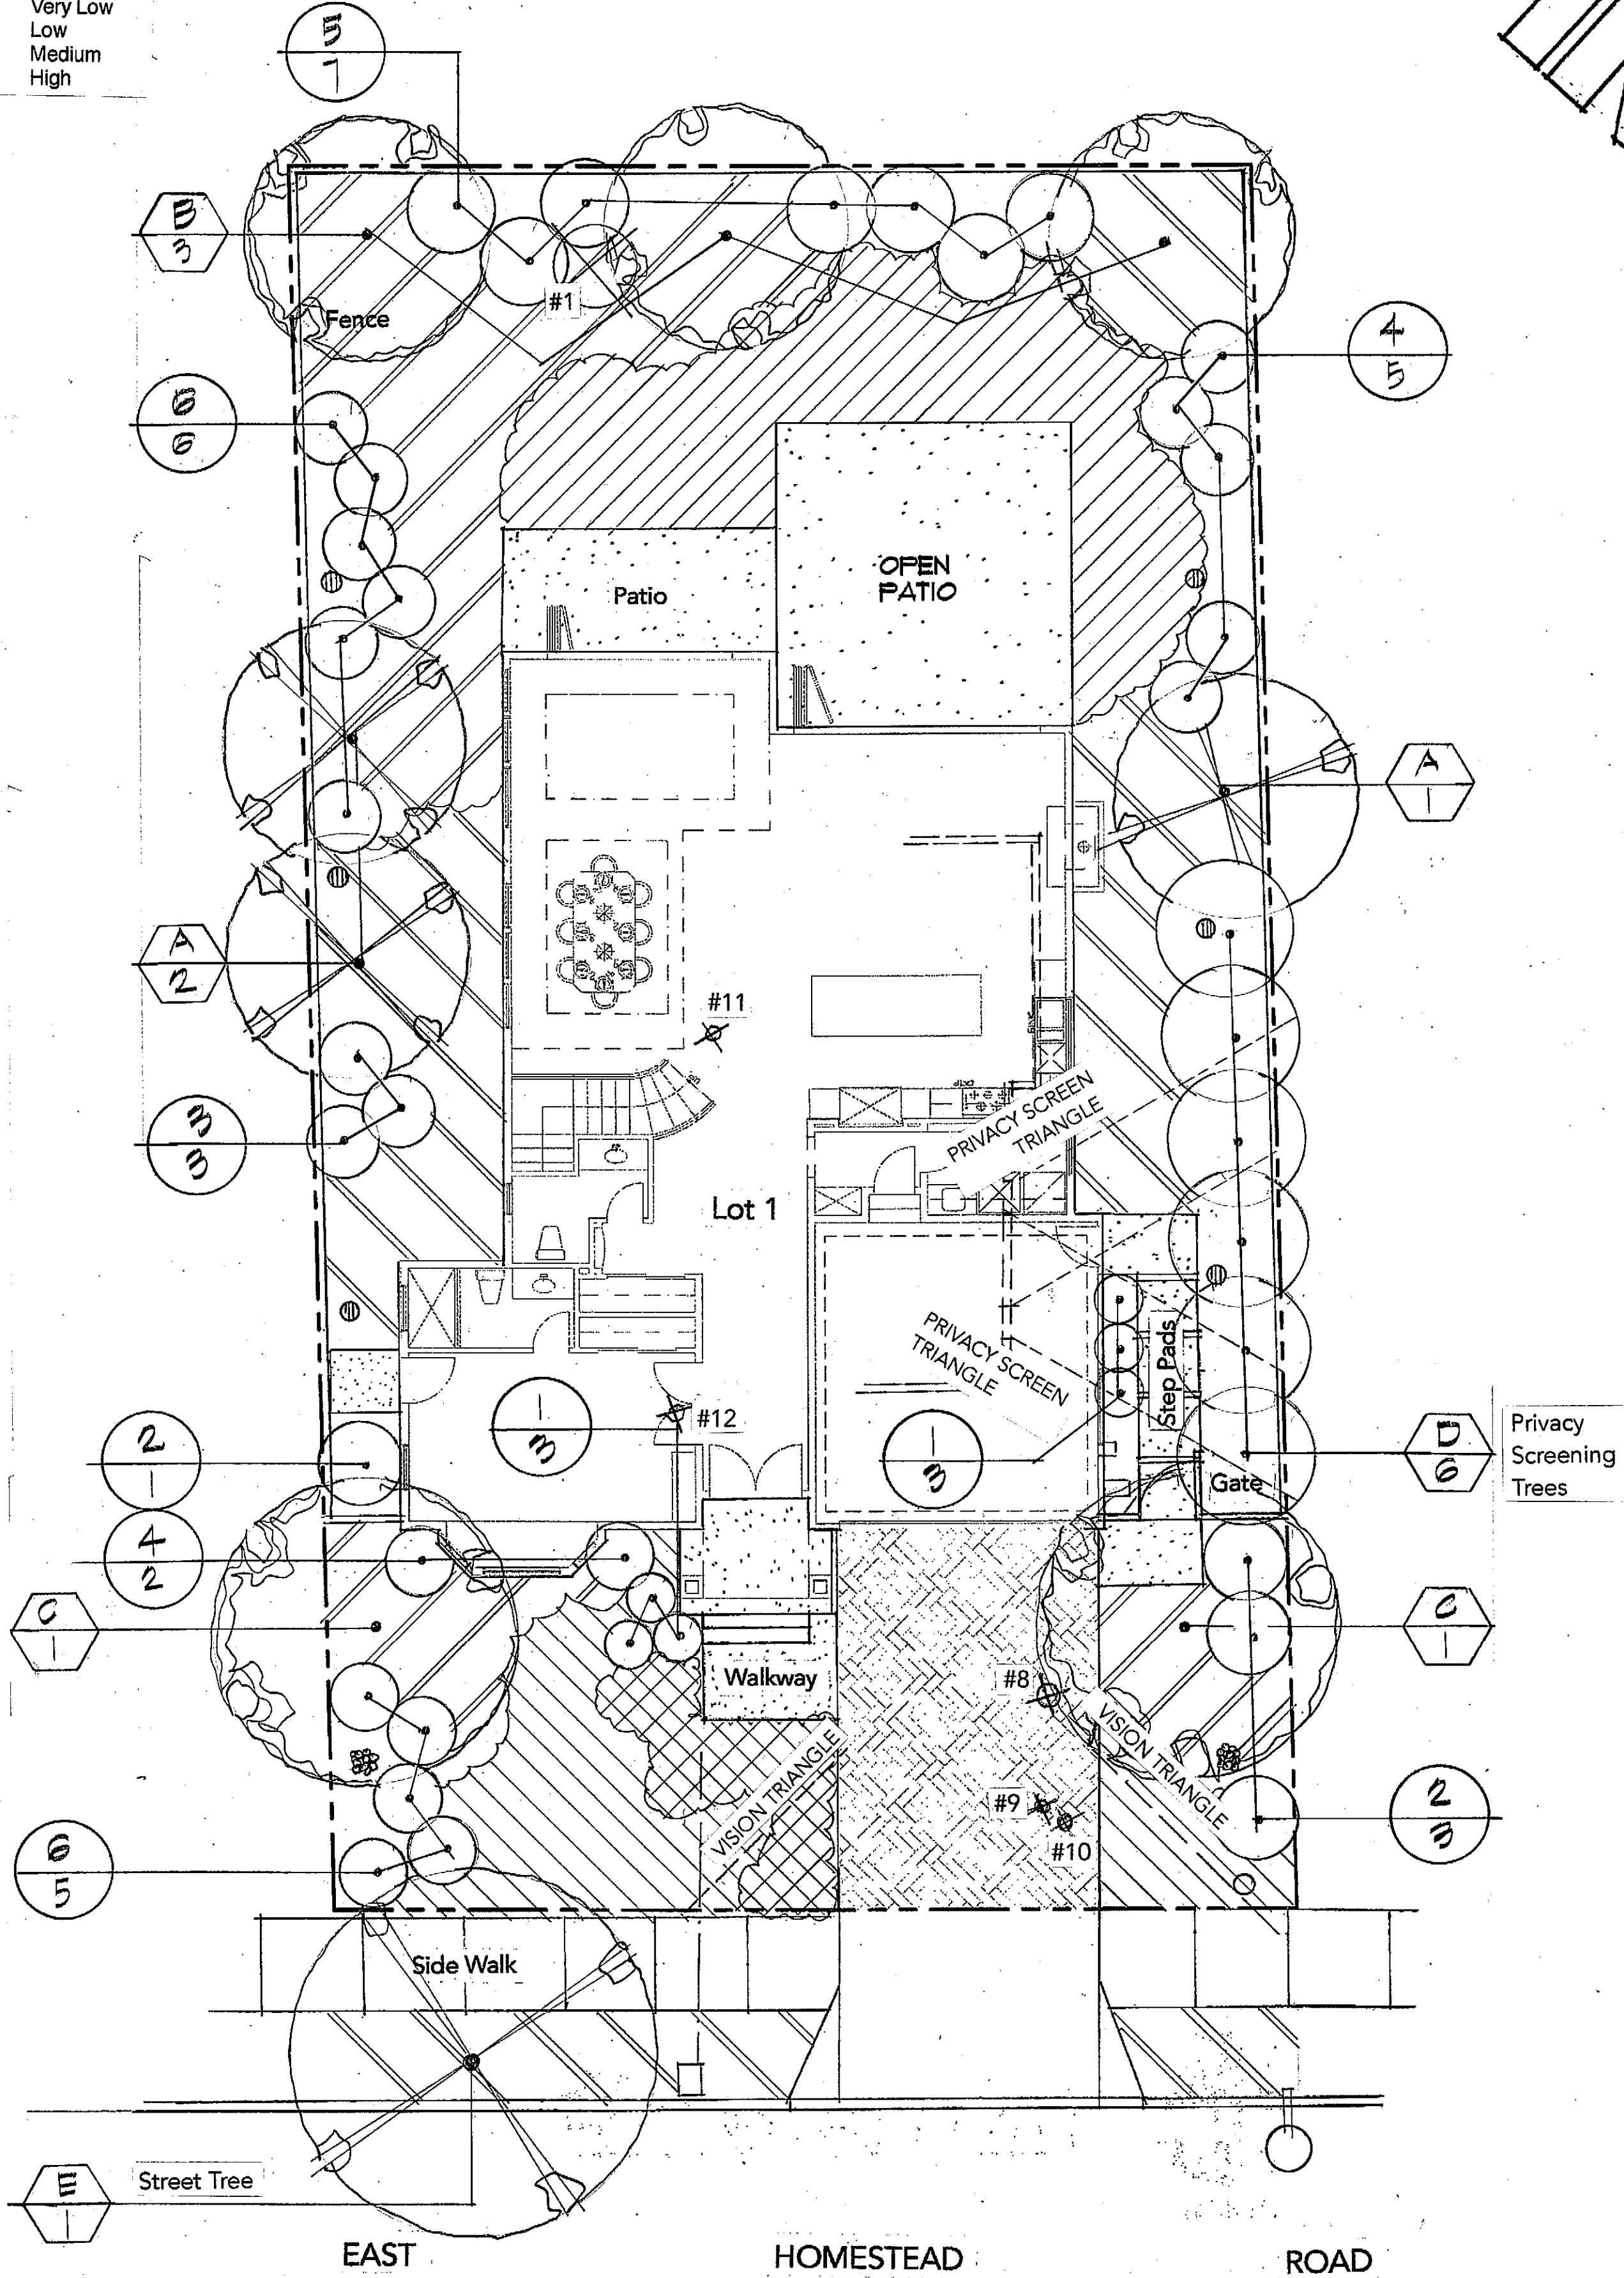 Very Low
Low
Medium
High
5
7
B
3
#1
Fence
4
5
6
6
OPEN
PATIO
Patio
A
1
A
2
#11
PRIVACY SCREEN
TRIANGLE
3
3
Lot 1
PRIVACY SCREEN
TRIANGLE
Step Pads
1
3
#12
1
3
2
1
D
6
Privacy
Screening
Trees
Gate
4
2
C
1
C
1
Walkway
#8
VISION TRIANGLE
VISION TRIANGLE
#9
#10
2
3
6
5
Side Walk
E
1
Street Tree
EAST HOMESTEAD ROAD